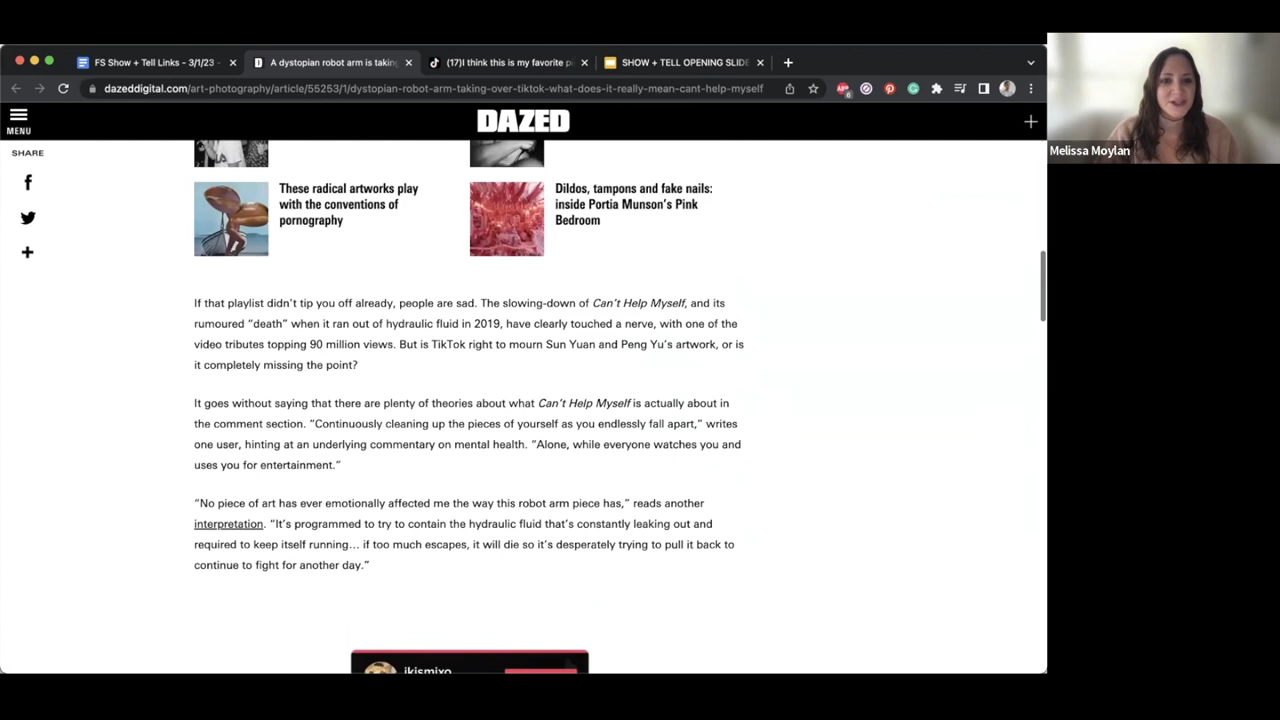 FS Show + Tell Links - 3/1/23
A dystopian robot arm is taking
(17)I think this is my favorite pi
SHOW + TELL OPENING SLIDE
dazeddigital.com/art-photography/article/55253/1/dystopian-robot-arm-taking-over-tiktok-what-does-it-really-mean-cant-help-myself
MENU
DAZED
SHARE
These radical artworks play
with the conventions of
pornography
Dildos, tampons and fake nails:
inside Portia Munson's Pink
Bedroom
If that playlist didn't tip you off already, people are sad. The slowing-down of Can't Help Myself, and its
rumoured “death” when it ran out of hydraulic fluid in 2019, have clearly touched a nerve, with one of the
video tributes topping 90 million views. But is TikTok right to mourn Sun Yuan and Peng Yu's artwork, or is
it completely missing the point?
It goes without saying that there are plenty of theories about what Can't Help Myself is actually about in
the comment section. “Continuously cleaning up the pieces of yourself as you endlessly fall apart,” writes
one user, hinting at an underlying commentary on mental health. “Alone, while everyone watches you and
uses you for entertainment.”
“No piece of art has ever emotionally affected me the way this robot arm piece has,” reads another
interpretation. “It's programmed to try to contain the hydraulic fluid that's constantly leaking out and
required to keep itself running… if too much escapes, it will die so it's desperately trying to pull it back to
continue to fight for another day.”
ikismixo
Melissa Moylan